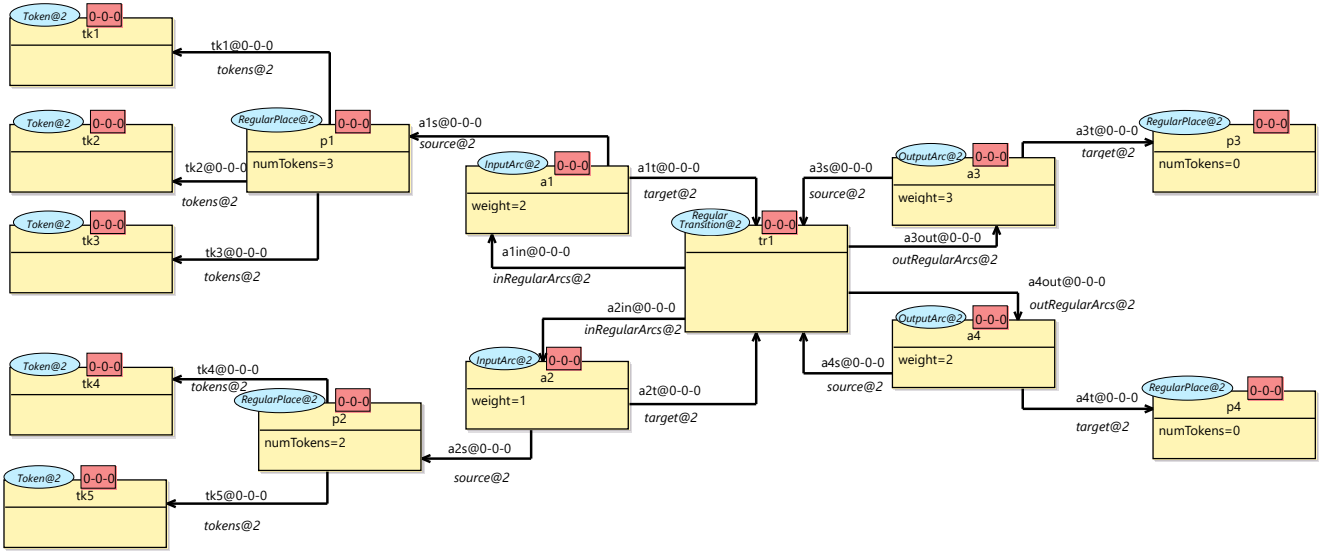 Token@2
0-0-0
tk1
tk1@0-0-0
tokens@2
Token@2
0-0-0
tk2
tk2@0-0-0
tokens@2
Token@2
0-0-0
tk3
tk3@0-0-0
tokens@2
RegularPlace@2
0-0-0
p1
numTokens=3
a1s@0-0-0
source@2
InputArc@2
0-0-0
a1
weight=2
a1t@0-0-0
target@2
a1in@0-0-0
inRegularArcs@2
Regular
Transition@2
0-0-0
tr1
a3s@0-0-0
source@2
OutputArc@2
0-0-0
a3
weight=3
a3out@0-0-0
outRegularArcs@2
a3t@0-0-0
target@2
RegularPlace@2
0-0-0
p3
numTokens=0
Token@2
0-0-0
tk4
tk4@0-0-0
tokens@2
RegularPlace@2
0-0-0
p2
numTokens=2
Token@2
0-0-0
tk5
tk5@0-0-0
tokens@2
a2s@0-0-0
source@2
InputArc@2
0-0-0
a2
weight=1
a2in@0-0-0
inRegularArcs@2
a2t@0-0-0
target@2
a4out@0-0-0
outRegularArcs@2
OutputArc@2
0-0-0
a4
weight=2
a4s@0-0-0
source@2
a4t@0-0-0
target@2
RegularPlace@2
0-0-0
p4
numTokens=0